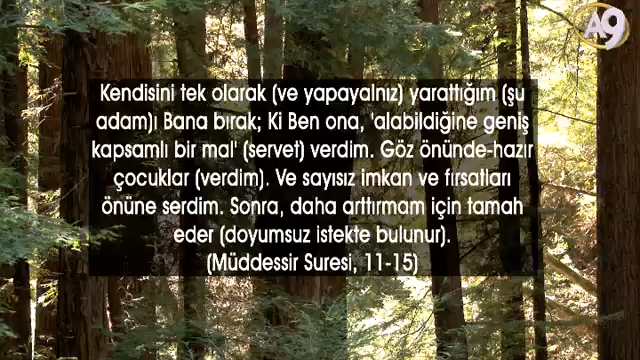 A9
Kendisini tek olarak (ve yapayalnız) yarattığım (şu
adam)ı Bana bırak; Ki Ben ona, 'alabildiğine geniş
kapsamlı bir mal' (servet) verdim. Göz önünde-hazır
çocuklar (verdim). Ve sayısız imkan ve fırsatları
önüne serdim. Sonra, daha arttırmam için tamah
eder (doyumsuz istekte bulunur).
(Müddessir Suresi, 11-15)